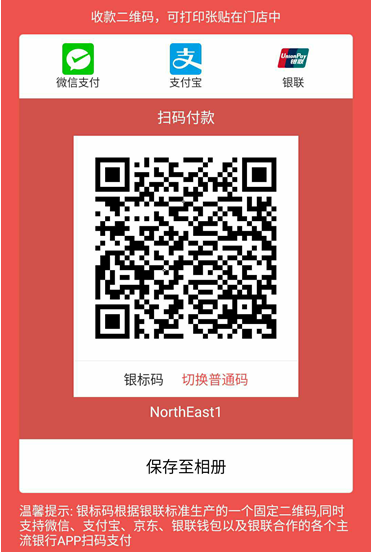 收款二维码，可打印张贴在门店中
微信支付
支付宝
UnionPay
银联
银联
扫码付款
银标码 切换普通码
NorthEast1
保存至相册
温馨提示: 银标码根据银联标准生产的一个固定二维码,同时
支持微信、支付宝、京东、银联钱包以及银联合作的各个主
流银行APP扫码支付